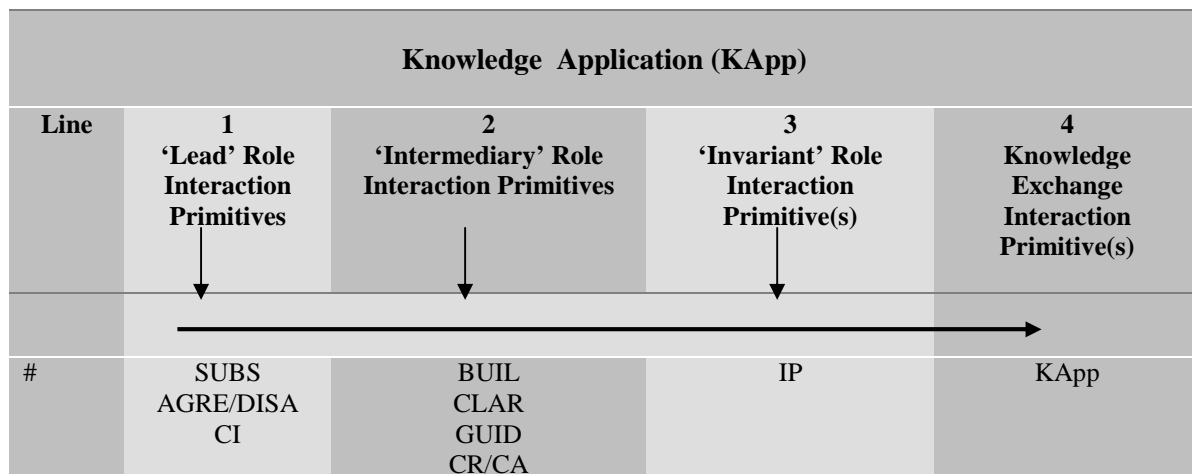 Knowledge Application (KApp)
Line
1
‘Lead’ Role
Interaction
Primitives
2
‘Intermediary’ Role
Interaction Primitives
3
‘Invariant’ Role
Interaction
Primitive(s)
4
Knowledge
Exchange
Interaction
Primitive(s)
#
SUBS
AGRE/DISA
CI
BUIL
CLAR
GUID
CR/CA
IP
KApp